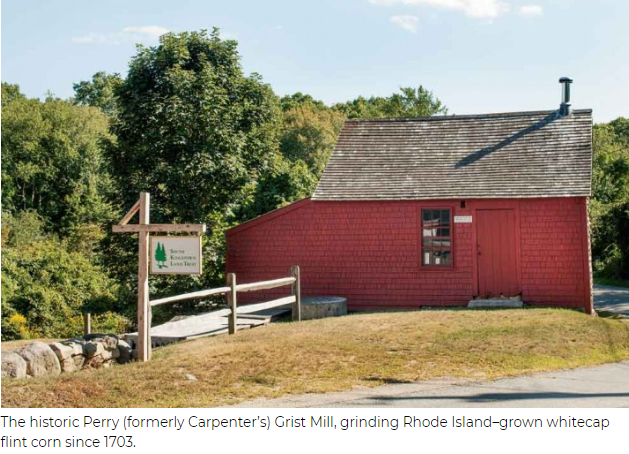 South
Kingstown
Land Trust
The historic Perry (formerly Carpenter's) Grist Mill, grinding Rhode Island–grown whitecap
flint corn since 1703.